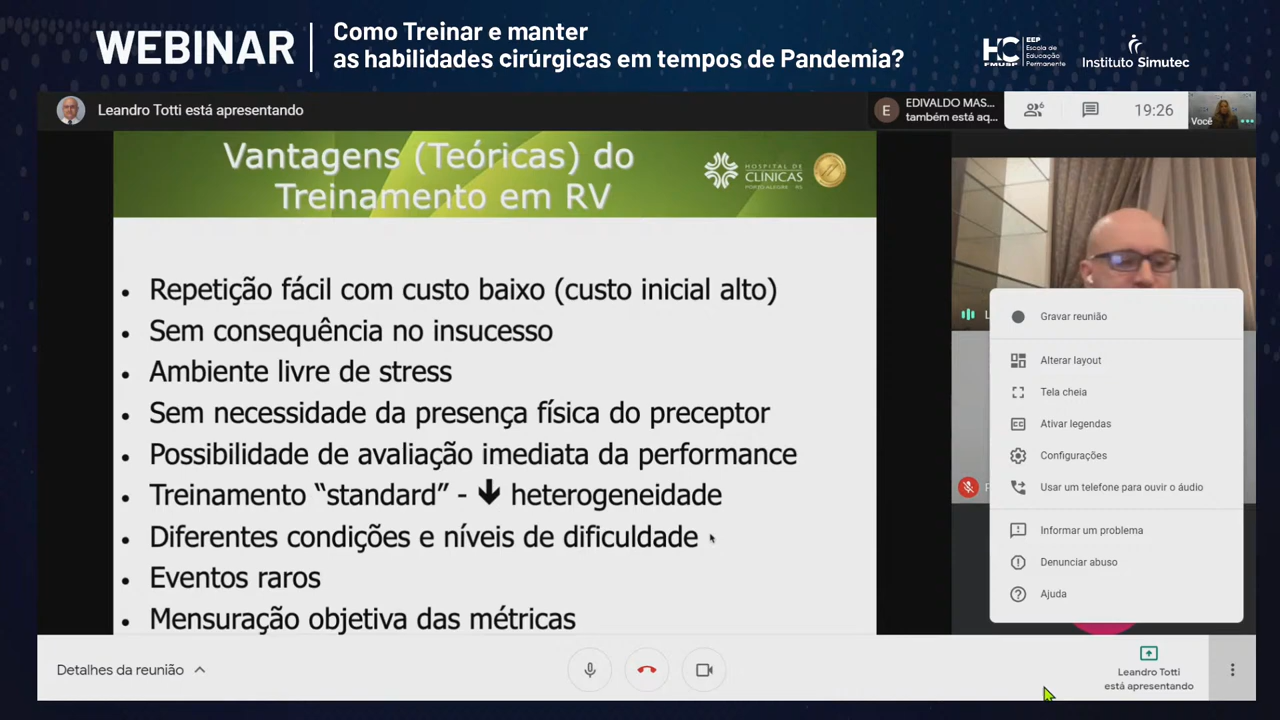 WEBINAR
Como Treinar e manter
as habilidades cirúrgicas em tempos de Pandemia?
HC
FMUSP
EEP
Escola de
Educação
Permanente
Instituto Simutec
Leandro Totti está apresentando
E
EDIVALDO MAS...
também está aq...
6
19:26
Você
Vantagens (Teóricas) do
Treinamento em RV
HOSPITAL DE
CLÍNICAS
PORTO ALEGRE RS
• Repetição fácil com custo baixo (custo inicial alto)
• Sem consequência no insucesso
• Ambiente livre de stress
• Sem necessidade da presença física do preceptor
• Possibilidade de avaliação imediata da performance
• Treinamento “standard” - 🡇 heterogeneidade
• Diferentes condições e níveis de dificuldade
• Eventos raros
• Mensuração objetiva das métricas
L
Gravar reunião
Alterar layout
Tela cheia
Ativar legendas
Configurações
Usar um telefone para ouvir o áudio
Informar um problema
Denunciar abuso
Ajuda
Detalhes da reunião
Leandro Totti
está apresentando